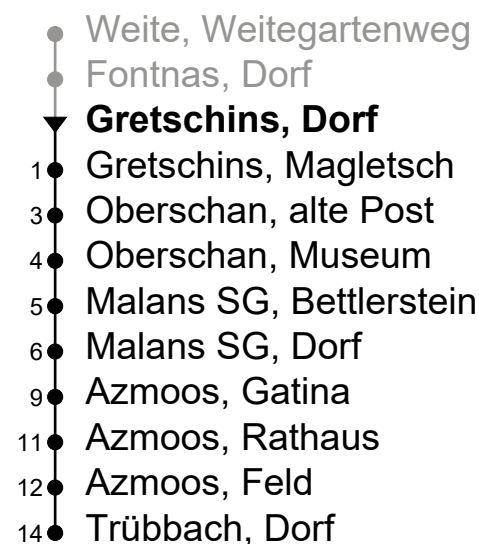 Weite, Weitegartenweg
Fontnas, Dorf
Gretschins, Dorf
1 Gretschins, Magletsch
3 Oberschan, alte Post
4 Oberschan, Museum
5 Malans SG, Bettlerstein
6 Malans SG, Dorf
9 Azmoos, Gatina
11 Azmoos, Rathaus
12 Azmoos, Feld
14 Trübbach, Dorf